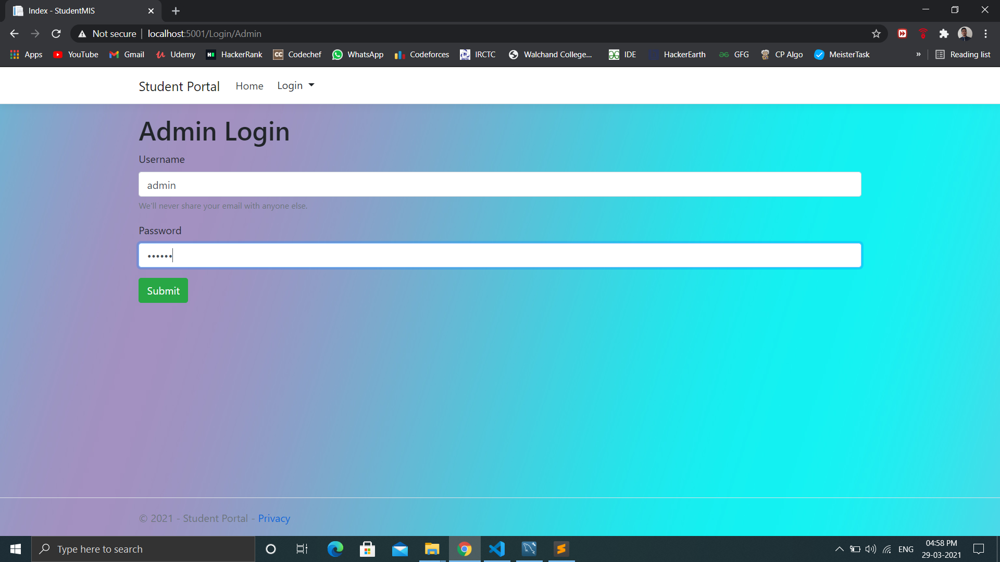 Index - StudentMIS
Not secure localhost:5001/Login/Admin
Apps YouTube Gmail Udemy HackerRank Codechef WhatsApp Codeforces IRCTC Walchand College... IDE HackerEarth GFG CP Algo MeisterTask » Reading list
Student Portal Home Login
Admin Login
Username
admin
We'll never share your email with anyone else.
Password
••••••
Submit
© 2021 - Student Portal - Privacy
Type here to search
ENG
04:58 PM
29-03-2021